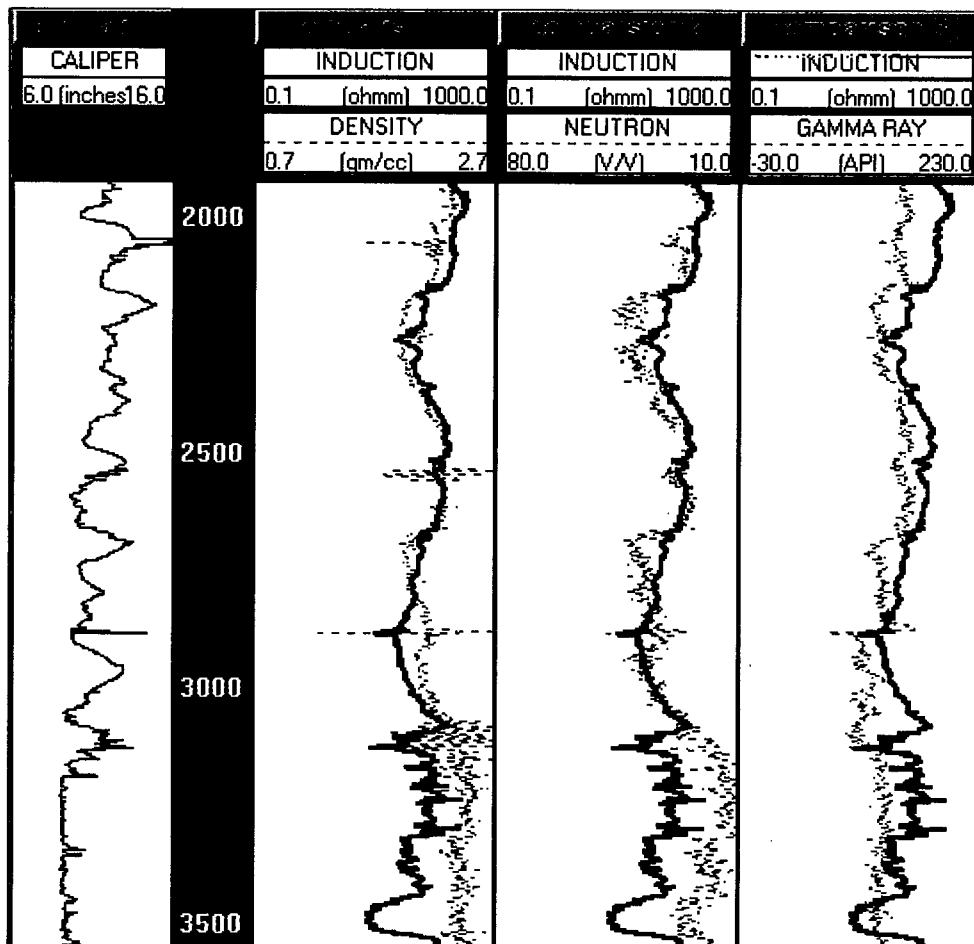 CALIPER
6.0 (inches 16.0
INDUCTION
0.1 (ohmm) 1000.0
DENSITY
0.7 (gm/cc) 2.7
INDUCTION
0.1 (ohmm) 1000.0
NEUTRON
80.0 (V/V) 10.0
INDUCTION
0.1 (ohmm) 1000.0
GAMMA RAY
-30.0 (API) 230.0
2000
2500
3000
3500